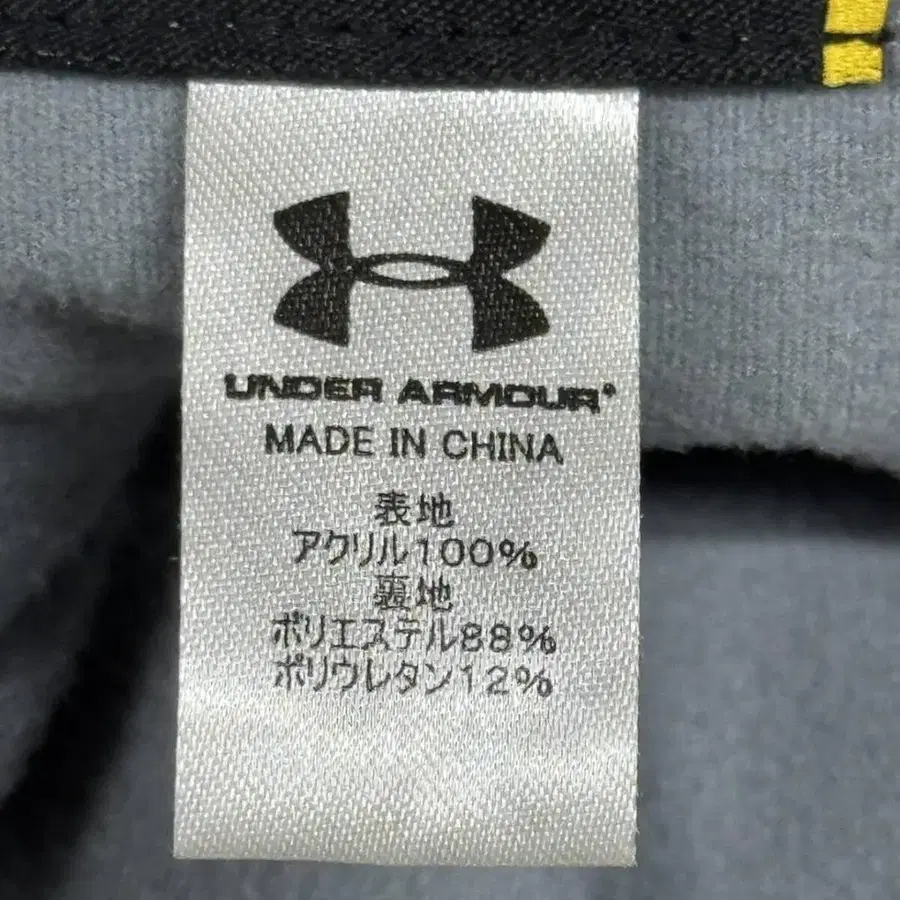 UNDER ARMOUR
MADE IN CHINA
表地
アクリル100%
裏地
ポリエステル88%
ポリウレタン12%